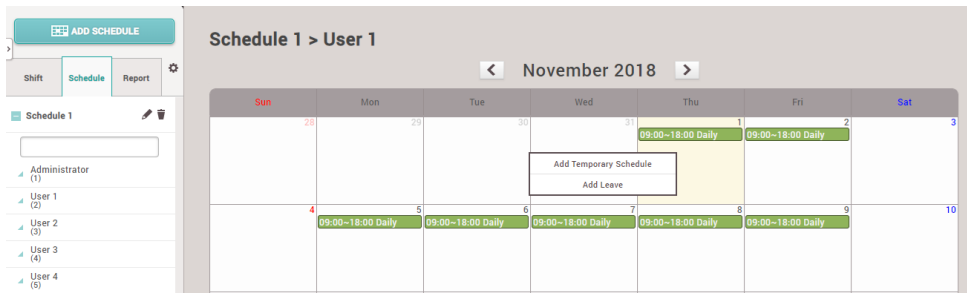 ADD SCHEDULE
Shift Schedule Report
Schedule 1
Administrator
(1)
User 1
(2)
User 2
(3)
User 3
(4)
User 4
(5)
Schedule 1 > User 1
< November 2018 >
Sun Mon Tue Wed Thu Fri Sat
28 29 30 31 1 2 3
09:00~18:00 Daily 09:00~18:00 Daily
Add Temporary Schedule
Add Leave
4 5 6 7 8 9 10
09:00~18:00 Daily 09:00~18:00 Daily 09:00~18:00 Daily 09:00~18:00 Daily 09:00~18:00 Daily